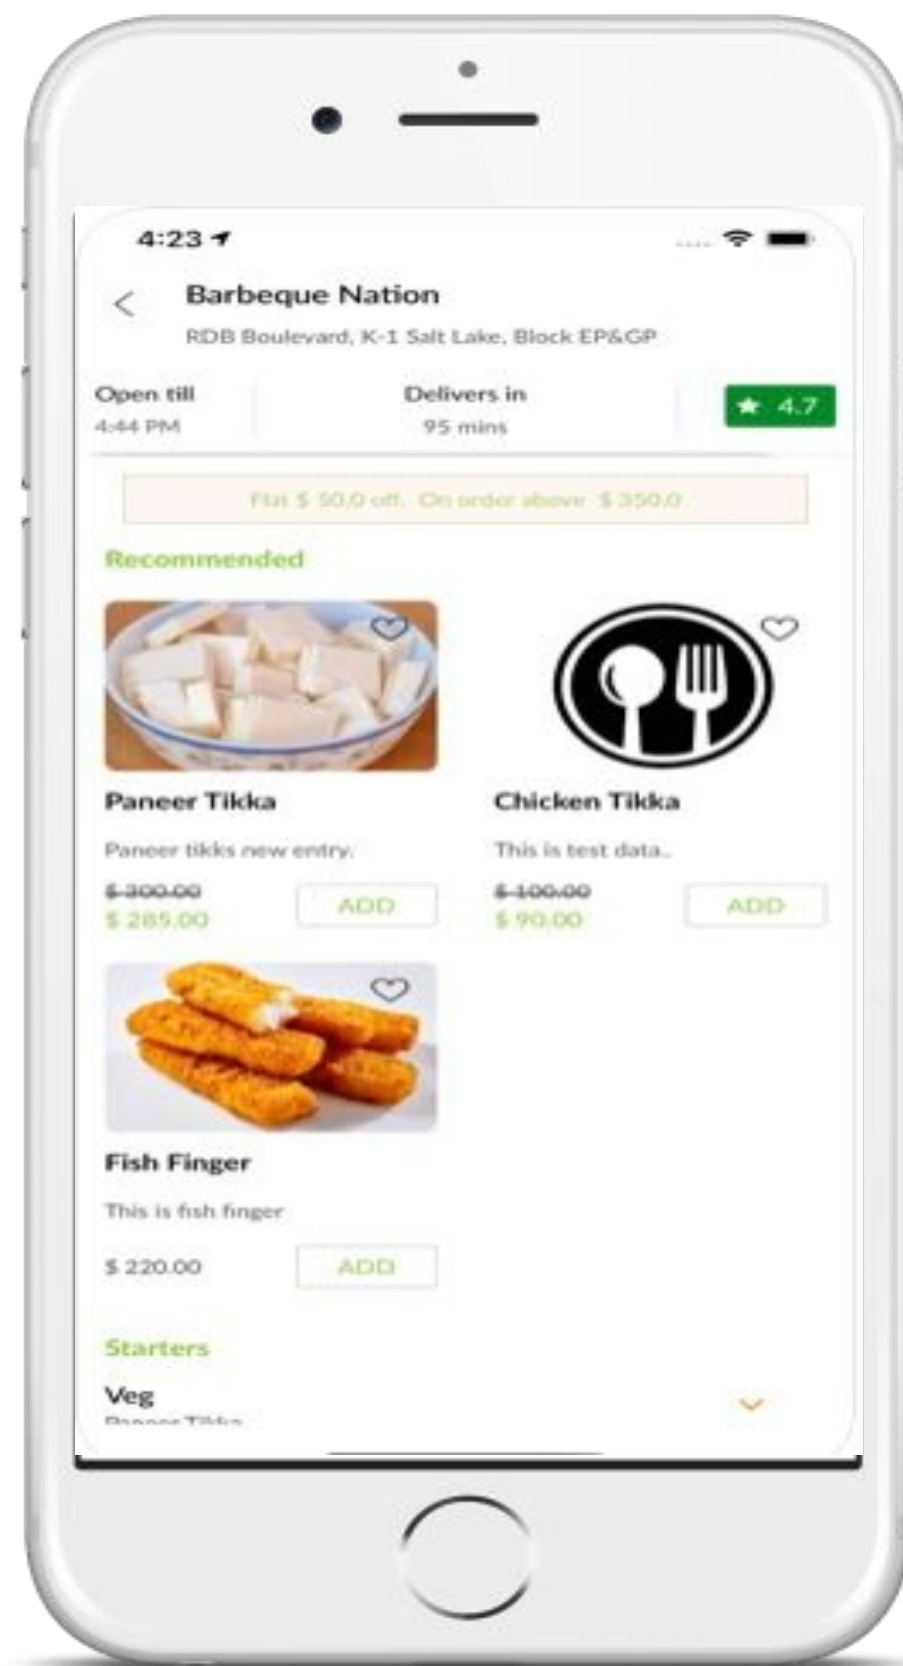 4:23
Barbeque Nation
RDB Boulevard, K-1 Salt Lake, Block EP&GP
Open till
4:44 PM
Delivers in
95 mins
★ 4.7
Flat $ 50.0 off, On order above $ 350.0
Recommended
Paneer Tikka
Paneer tikks new entry.
$ 300.00
$ 285.00
ADD
Chicken Tikka
This is test data..
$ 100.00
$ 90.00
ADD
Fish Finger
This is fish finger
$ 220.00
ADD
Starters
Veg
Paneer Tikka